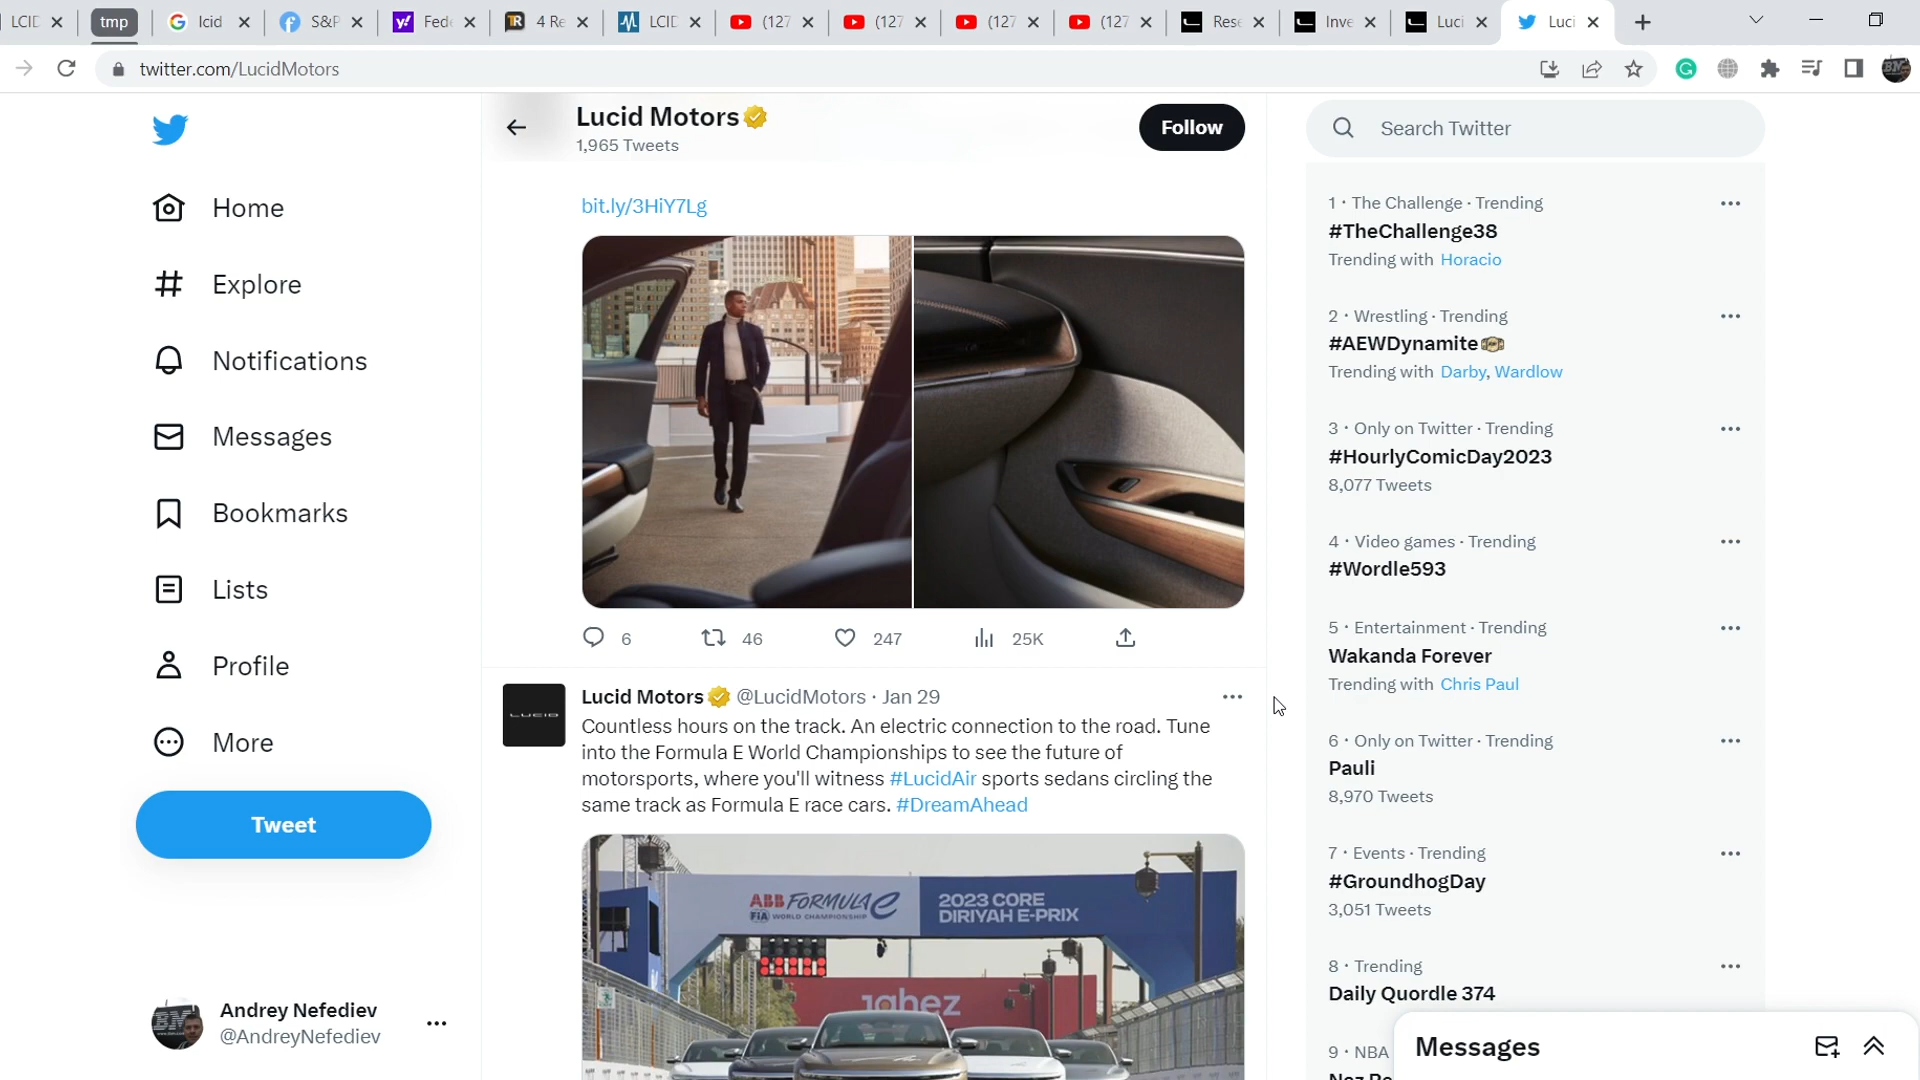 LCID
tmp
lcid
S&P
Fede
4 Re
LCID
(127
(127
(127
(127
Rese
Inve
Luci
Luci
twitter.com/LucidMotors
Lucid Motors
1,965 Tweets
Follow
Search Twitter
Home
Explore
Notifications
Messages
Bookmarks
Lists
Profile
More
Tweet
Andrey Nefediev
@AndreyNefediev
bit.ly/3HiY7Lg
6
46
247
25K
LUCID
Lucid Motors @LucidMotors · Jan 29
Countless hours on the track. An electric connection to the road. Tune
into the Formula E World Championships to see the future of
motorsports, where you'll witness #LucidAir sports sedans circling the
same track as Formula E race cars. #DreamAhead
ABB FORMULA E
FIA WORLD CHAMPIONSHIP
2023 CORE
DIRIYAH E-PRIX
1 · The Challenge · Trending
#TheChallenge38
Trending with Horacio
2 · Wrestling · Trending
#AEWDynamite
Trending with Darby, Wardlow
3 · Only on Twitter · Trending
#HourlyComicDay2023
8,077 Tweets
4 · Video games · Trending
#Wordle593
5 · Entertainment · Trending
Wakanda Forever
Trending with Chris Paul
6 · Only on Twitter · Trending
Pauli
8,970 Tweets
7 · Events · Trending
#GroundhogDay
3,051 Tweets
8 · Trending
Daily Quordle 374
9 · NBA
Messages